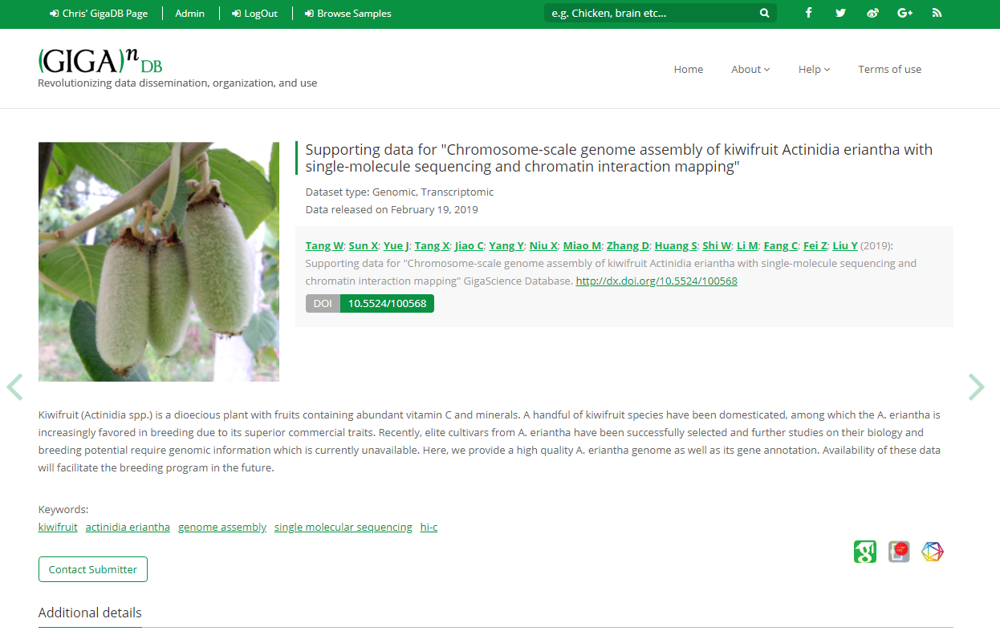 Chris' GigaDB Page
Admin
LogOut
Browse Samples
e.g. Chicken, brain etc...
(GIGA)n DB
Revolutionizing data dissemination, organization, and use
Home
About
Help
Terms of use
Supporting data for "Chromosome-scale genome assembly of kiwifruit Actinidia eriantha with
single-molecule sequencing and chromatin interaction mapping"
Dataset type: Genomic, Transcriptomic
Data released on February 19, 2019
Tang W; Sun X; Yue J; Tang X; Jiao C; Yang Y; Niu X; Miao M; Zhang D; Huang S; Shi W; Li M; Fang C; Fei Z; Liu Y (2019):
Supporting data for "Chromosome-scale genome assembly of kiwifruit Actinidia eriantha with single-molecule sequencing and
chromatin interaction mapping" GigaScience Database. http://dx.doi.org/10.5524/100568
DOI 10.5524/100568
Kiwifruit (Actinidia spp.) is a dioecious plant with fruits containing abundant vitamin C and minerals. A handful of kiwifruit species have been domesticated, among which the A. eriantha is
increasingly favored in breeding due to its superior commercial traits. Recently, elite cultivars from A. eriantha have been successfully selected and further studies on their biology and
breeding potential require genomic information which is currently unavailable. Here, we provide a high quality A. eriantha genome as well as its gene annotation. Availability of these data
will facilitate the breeding program in the future.
Keywords:
kiwifruit actinidia eriantha genome assembly single molecular sequencing hi-c
Contact Submitter
Additional details